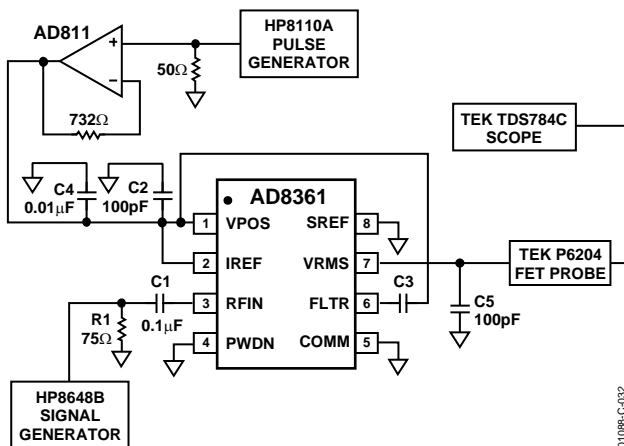 AD811
+
−
HP8110A
PULSE
GENERATOR
50Ω
732Ω
TEK TDS784C
SCOPE
C4
0.01μF
C2
100pF
AD8361
1
VPOS
SREF
8
2
IREF
VRMS
7
TEK P6204
FET PROBE
C1
0.1μF
3
RFIN
FLTR
6
C3
C5
100pF
R1
75Ω
4
PWDN
COMM
5
HP8648B
SIGNAL
GENERATOR
01088-C-032